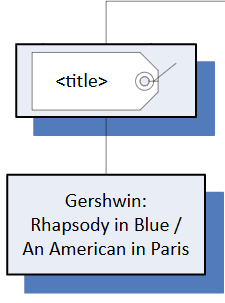 <title>
Gershwin:
Rhapsody in Blue /
An American in Paris